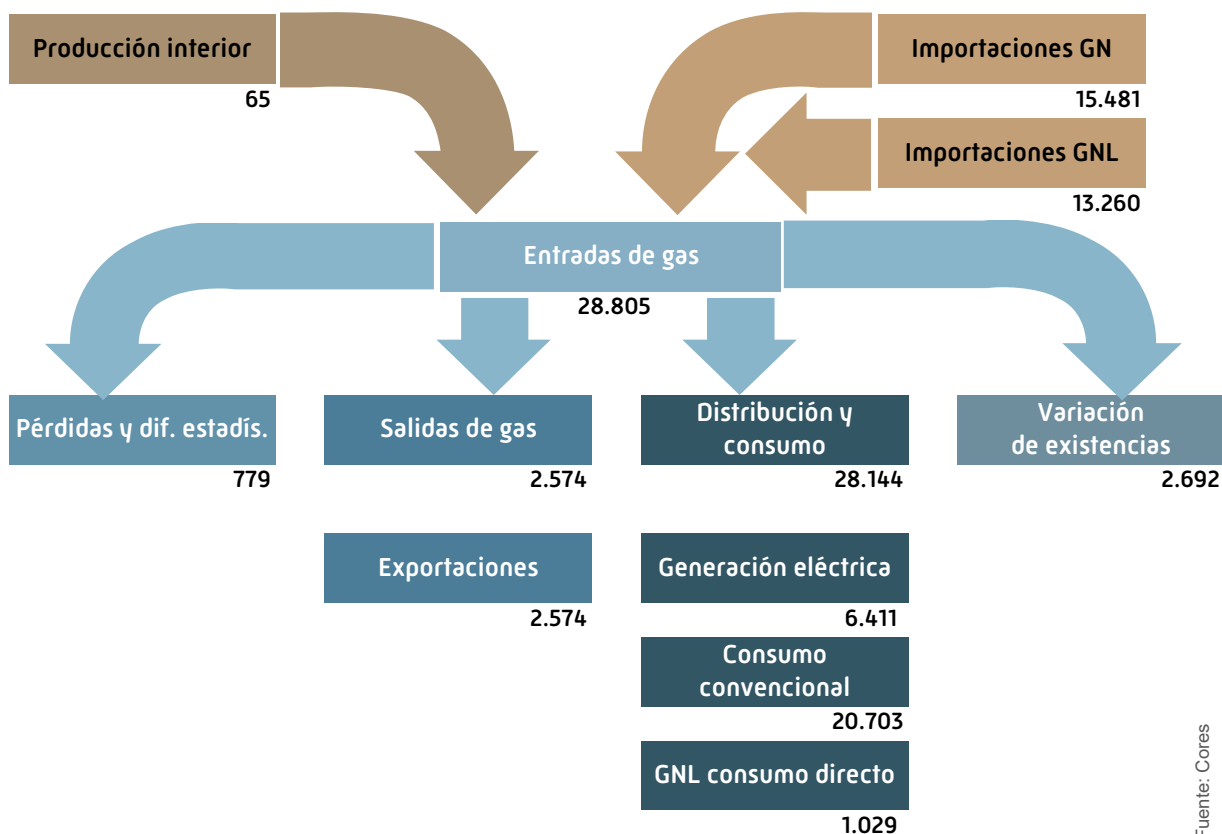 Producción interior
65
Importaciones GN
15.481
Importaciones GNL
13.260
Entradas de gas
28.805
Pérdidas y dif. estadís.
779
Salidas de gas
2.574
Distribución y
consumo
28.144
Variación
de existencias
2.692
Exportaciones
2.574
Generación eléctrica
6.411
Consumo
convencional
20.703
GNL consumo directo
1.029
Fuente: Cores